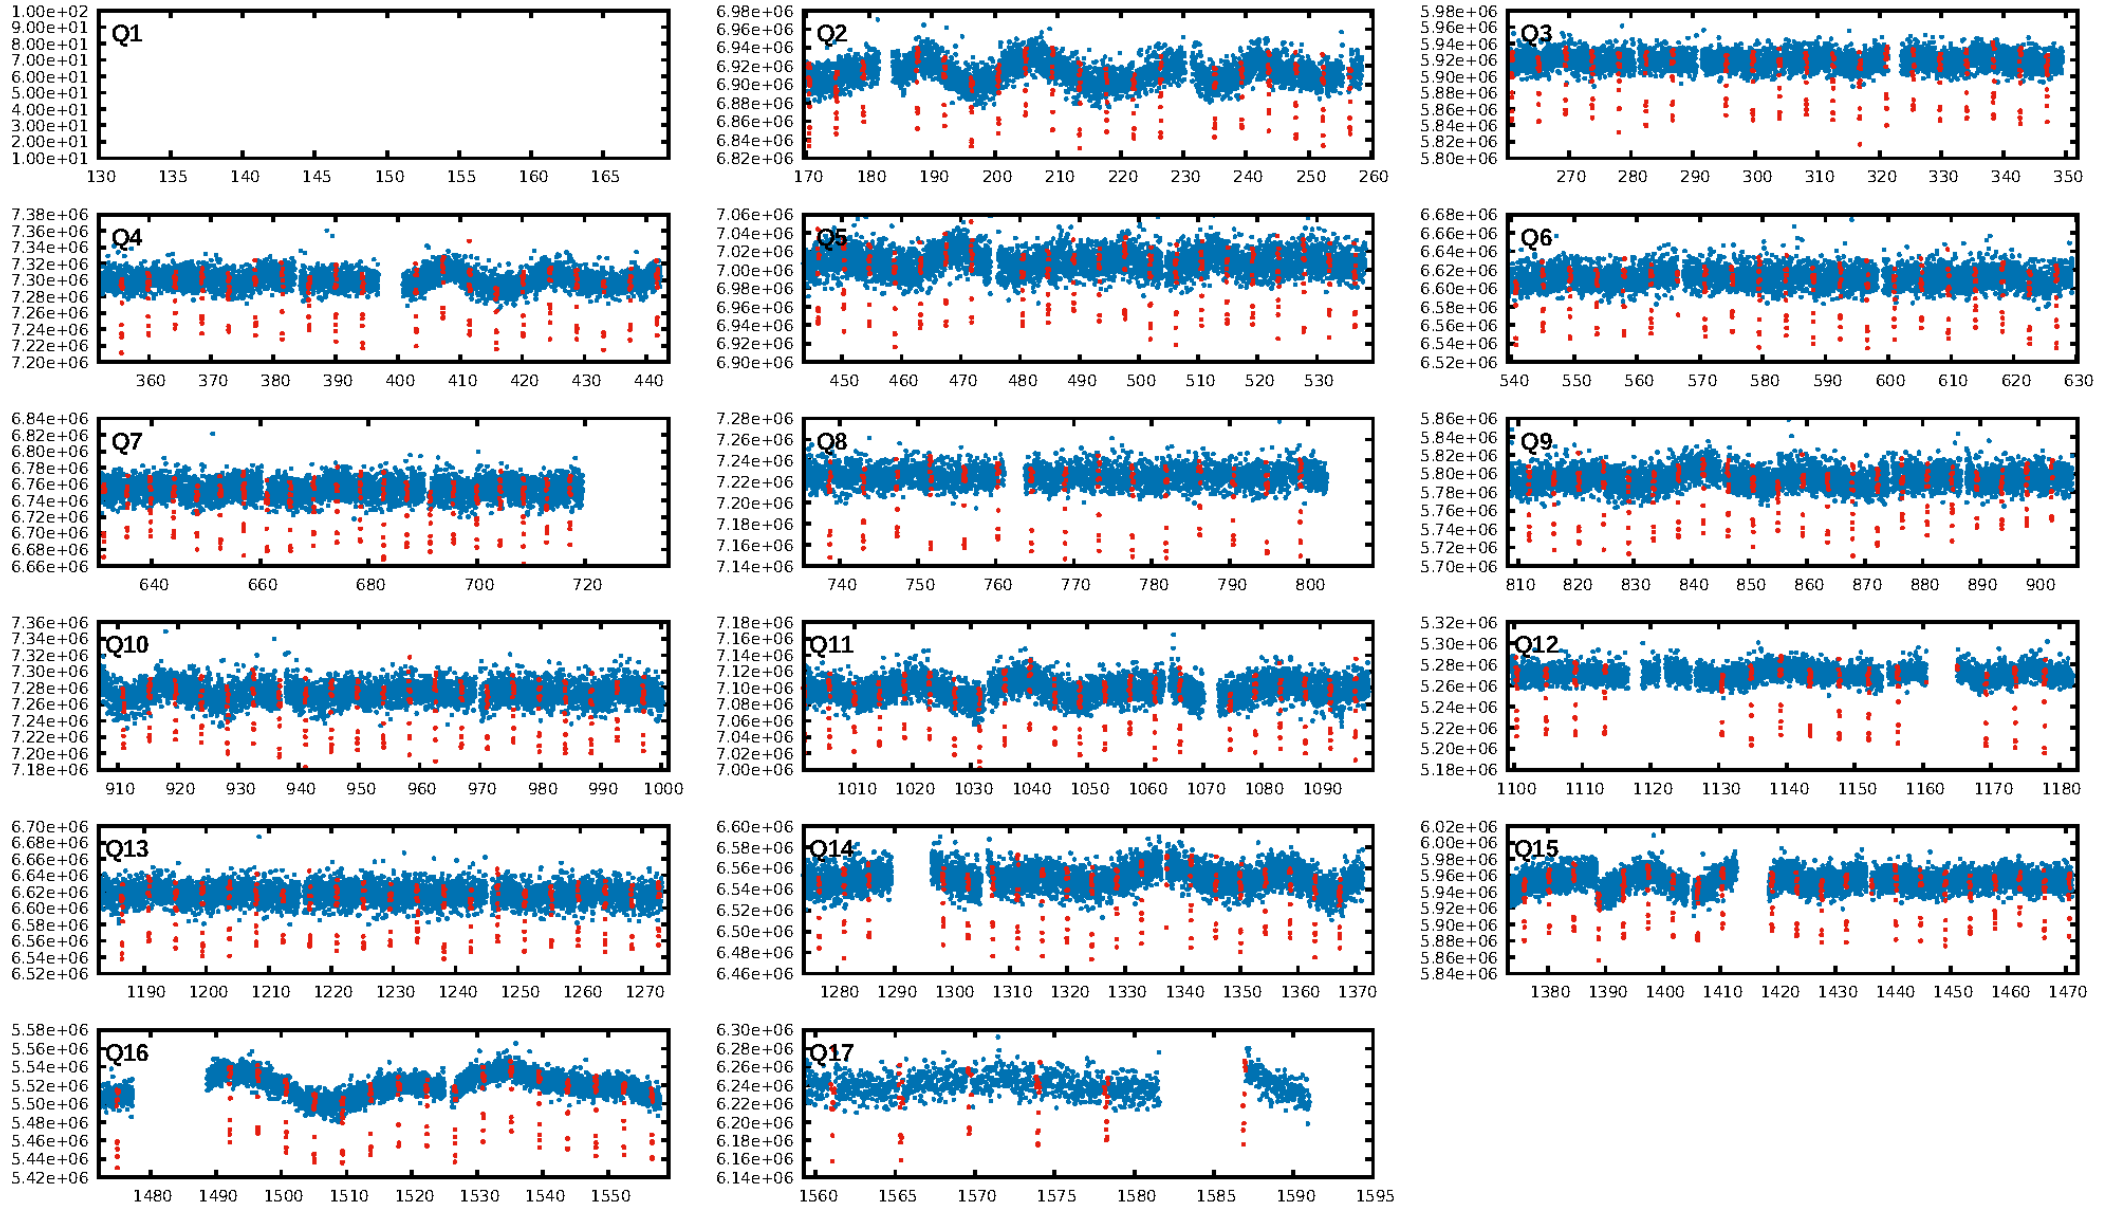 1.00e+02
9.00e+01
8.00e+01
7.00e+01
6.00e+01
5.00e+01
4.00e+01
3.00e+01
2.00e+01
1.00e+01
Q1
130 135 140 145 150 155 160 165
6.98e+06
6.96e+06
6.94e+06
6.92e+06
6.90e+06
6.88e+06
6.86e+06
6.84e+06
6.82e+06
Q2
170 180 190 200 210 220 230 240 250 260
5.98e+06
5.96e+06
5.94e+06
5.92e+06
5.90e+06
5.88e+06
5.86e+06
5.84e+06
5.82e+06
5.80e+06
Q3
270 280 290 300 310 320 330 340 350
7.38e+06
7.36e+06
7.34e+06
7.32e+06
7.30e+06
7.28e+06
7.26e+06
7.24e+06
7.22e+06
7.20e+06
Q4
360 370 380 390 400 410 420 430 440
7.06e+06
7.04e+06
7.02e+06
7.00e+06
6.98e+06
6.96e+06
6.94e+06
6.92e+06
6.90e+06
Q5
450 460 470 480 490 500 510 520 530
6.68e+06
6.66e+06
6.64e+06
6.62e+06
6.60e+06
6.58e+06
6.56e+06
6.54e+06
6.52e+06
Q6
540 550 560 570 580 590 600 610 620 630
6.84e+06
6.82e+06
6.80e+06
6.78e+06
6.76e+06
6.74e+06
6.72e+06
6.70e+06
6.68e+06
6.66e+06
Q7
640 660 680 700 720
7.28e+06
7.26e+06
7.24e+06
7.22e+06
7.20e+06
7.18e+06
7.16e+06
7.14e+06
Q8
740 750 760 770 780 790 800
5.86e+06
5.84e+06
5.82e+06
5.80e+06
5.78e+06
5.76e+06
5.74e+06
5.72e+06
5.70e+06
Q9
810 820 830 840 850 860 870 880 890 900
7.36e+06
7.34e+06
7.32e+06
7.30e+06
7.28e+06
7.26e+06
7.24e+06
7.22e+06
7.20e+06
7.18e+06
Q10
910 920 930 940 950 960 970 980 990 1000
7.18e+06
7.16e+06
7.14e+06
7.12e+06
7.10e+06
7.08e+06
7.06e+06
7.04e+06
7.02e+06
7.00e+06
Q11
1010 1020 1030 1040 1050 1060 1070 1080 1090
5.32e+06
5.30e+06
5.28e+06
5.26e+06
5.24e+06
5.22e+06
5.20e+06
5.18e+06
Q12
1100 1110 1120 1130 1140 1150 1160 1170 1180
6.70e+06
6.68e+06
6.66e+06
6.64e+06
6.62e+06
6.60e+06
6.58e+06
6.56e+06
6.54e+06
6.52e+06
Q13
1190 1200 1210 1220 1230 1240 1250 1260 1270
6.60e+06
6.58e+06
6.56e+06
6.54e+06
6.52e+06
6.50e+06
6.48e+06
6.46e+06
Q14
1280 1290 1300 1310 1320 1330 1340 1350 1360 1370
6.02e+06
6.00e+06
5.98e+06
5.96e+06
5.94e+06
5.92e+06
5.90e+06
5.88e+06
5.86e+06
5.84e+06
Q15
1380 1390 1400 1410 1420 1430 1440 1450 1460 1470
5.58e+06
5.56e+06
5.54e+06
5.52e+06
5.50e+06
5.48e+06
5.46e+06
5.44e+06
5.42e+06
Q16
1480 1490 1500 1510 1520 1530 1540 1550
6.30e+06
6.28e+06
6.26e+06
6.24e+06
6.22e+06
6.20e+06
6.18e+06
6.16e+06
6.14e+06
Q17
1560 1565 1570 1575 1580 1585 1590 1595